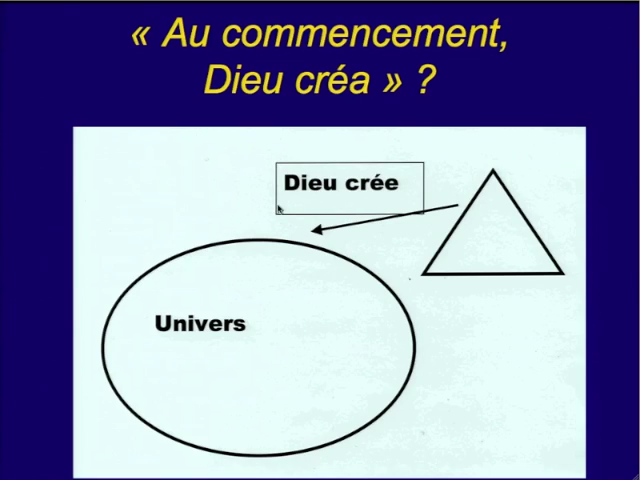 « Au commencement,
Dieu créa » ?
Dieu crée
Univers